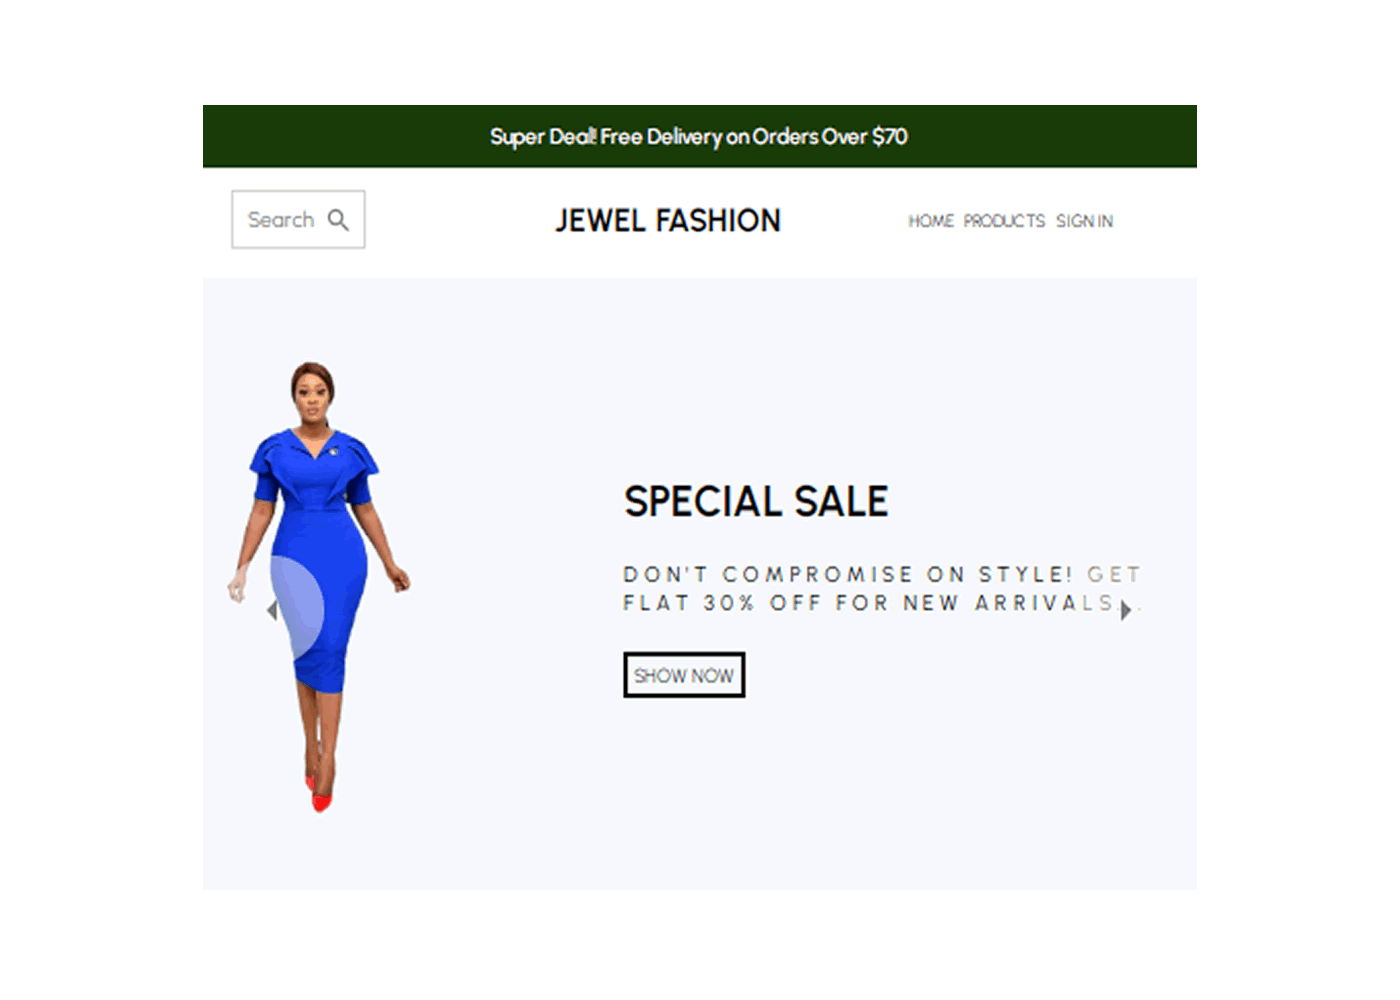 Super Deal! Free Delivery on Orders Over $70
Search
JEWEL FASHION
HOME PRODUCTS SIGN IN
SPECIAL SALE
DON'T COMPROMISE ON STYLE! GET
FLAT 30% OFF FOR NEW ARRIVALS..
SHOW NOW